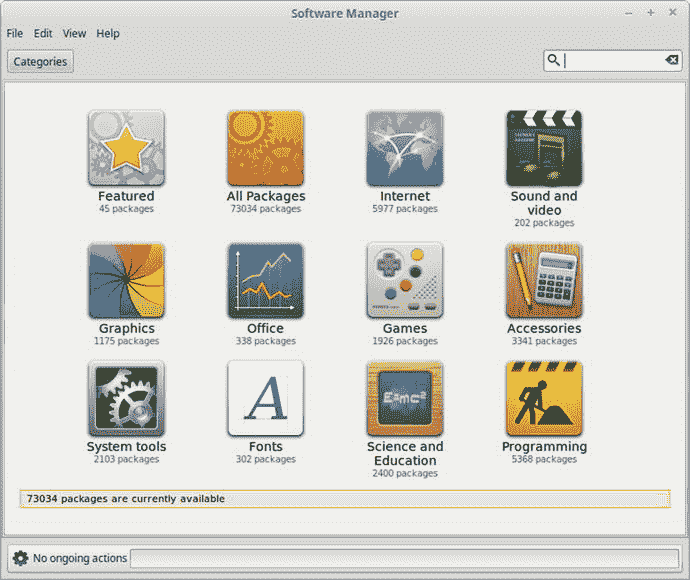 Software Manager
File Edit View Help
Categories
Featured
45 packages
All Packages
73034 packages
Internet
5977 packages
Sound and
video
202 packages
Graphics
1175 packages
Office
338 packages
Games
1926 packages
Accessories
3341 packages
System tools
2103 packages
Fonts
302 packages
E=mc²
Science and
Education
2400 packages
Programming
5368 packages
A
73034 packages are currently available
No ongoing actions